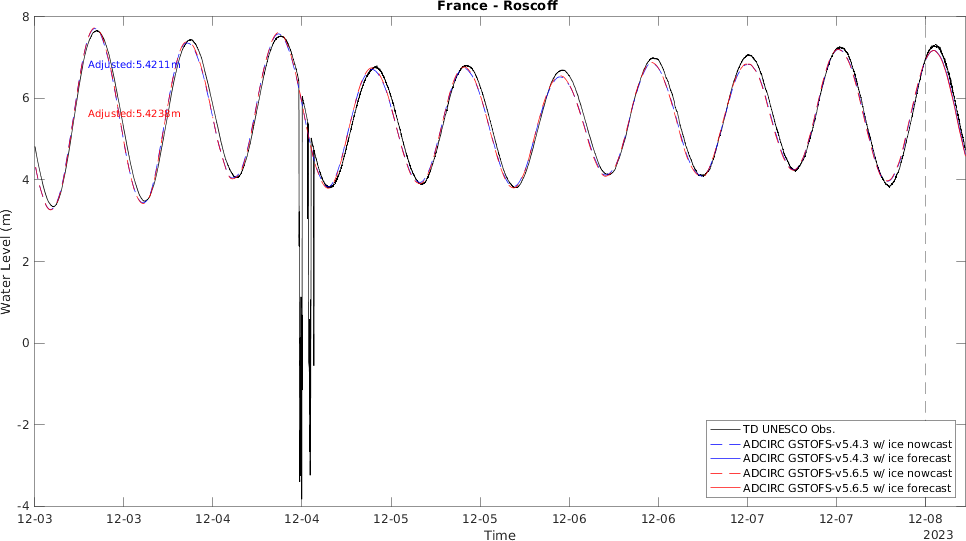 France - Roscoff
Water Level (m)
8
6
4
2
0
-2
-4
Adjusted:5.4211m
Adjusted:5.4238m
TD UNESCO Obs.
ADCIRC GSTOFS-v5.4.3 w/ ice nowcast
ADCIRC GSTOFS-v5.4.3 w/ ice forecast
ADCIRC GSTOFS-v5.6.5 w/ ice nowcast
ADCIRC GSTOFS-v5.6.5 w/ ice forecast
12-03 12-03 12-04 12-04 12-05 12-05 12-06 12-06 12-07 12-07 12-08
Time 2023